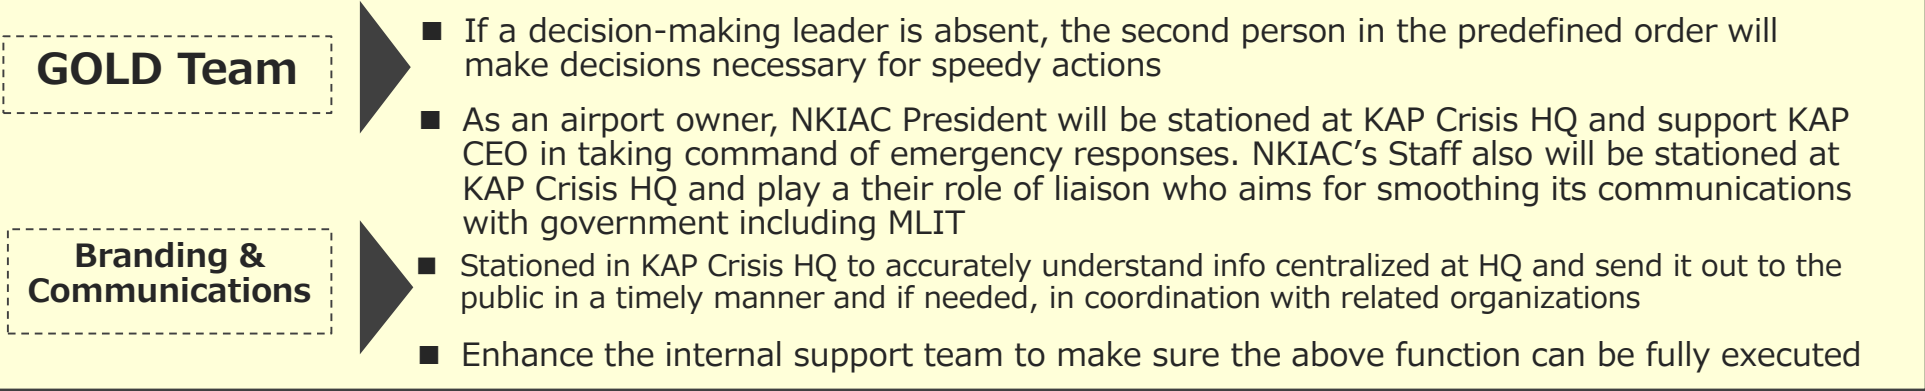 GOLD Team
■ If a decision-making leader is absent, the second person in the predefined order will
make decisions necessary for speedy actions
■ As an airport owner, NKIAC President will be stationed at KAP Crisis HQ and support KAP
CEO in taking command of emergency responses. NKIAC’s Staff also will be stationed at
KAP Crisis HQ and play a their role of liaison who aims for smoothing its communications
with government including MLIT
Branding &
Communications
■ Stationed in KAP Crisis HQ to accurately understand info centralized at HQ and send it out to the
public in a timely manner and if needed, in coordination with related organizations
■ Enhance the internal support team to make sure the above function can be fully executed